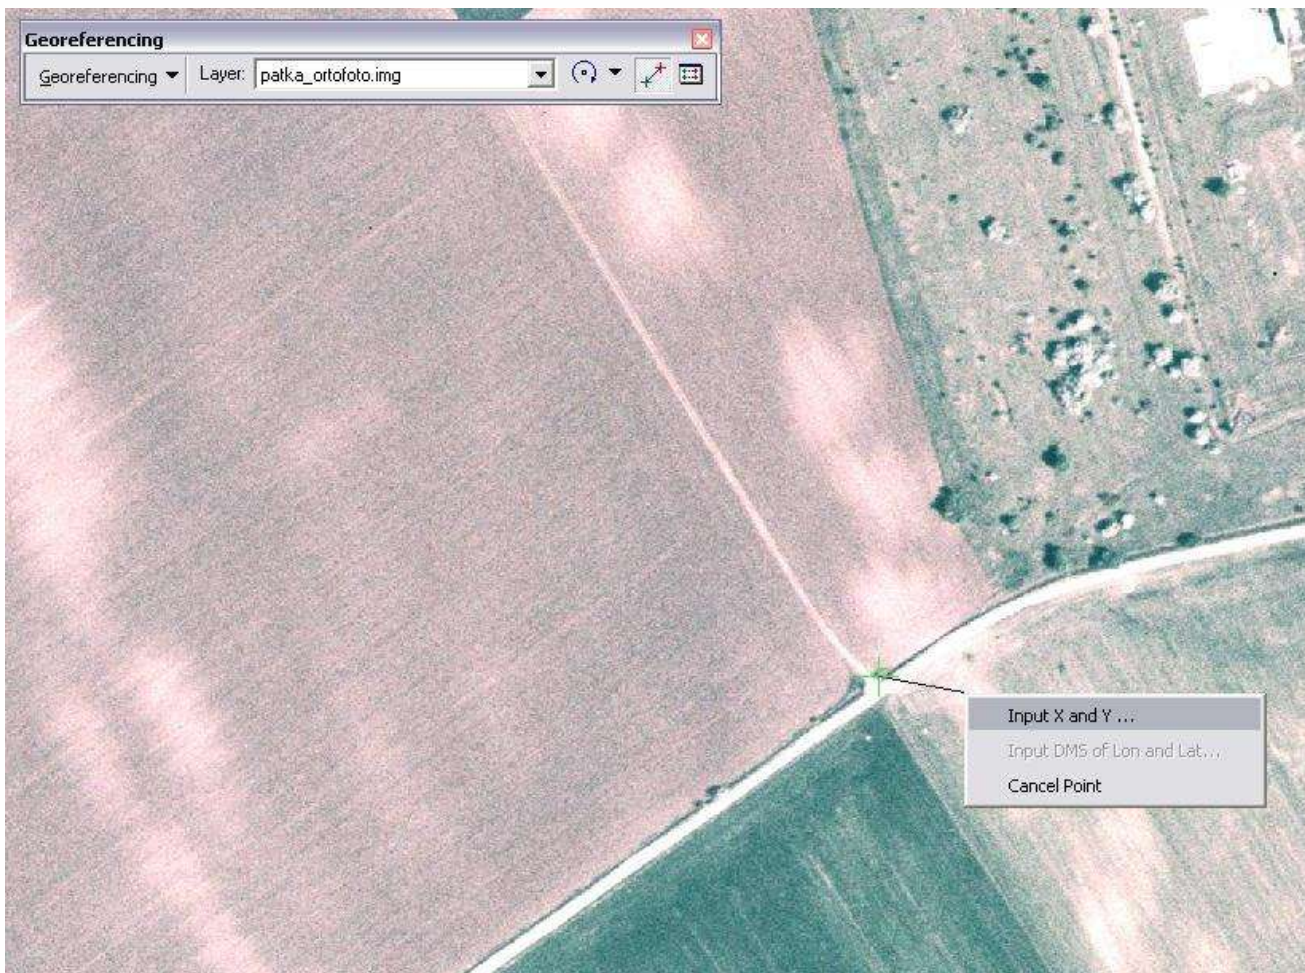 Georeferencing
Georeferencing Layer: patka_ortofoto.img
Input X and Y ...
Input DMS of Lon and Lat...
Cancel Point